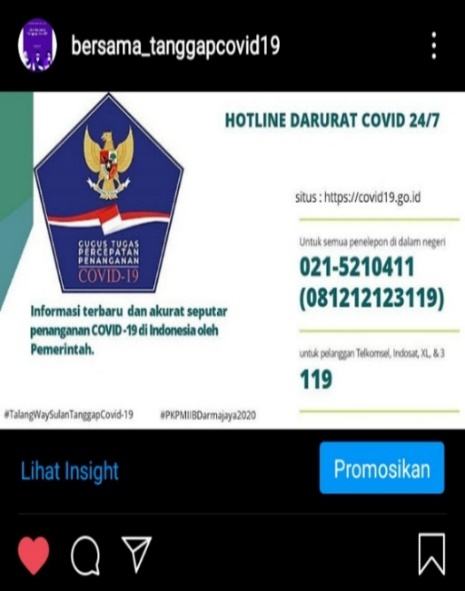 bersama_tanggapcovid19
HOTLINE DARURAT COVID 24/7
GUGUS TUGAS
PERCEPATAN
PENANGANAN
COVID-19
situs : https://covid19.go.id
Untuk semua penelepon di dalam negeri
021-5210411
(081212123119)
Informasi terbaru dan akurat seputar
penanganan COVID-19 di Indonesia oleh
Pemerintah.
untuk pelanggan Telkomsel, Indosat, XL, & 3
119
#TalangWaySulanTanggapCovid-19 #PKPMIIBDarmajaya2020
Lihat Insight
Promosikan